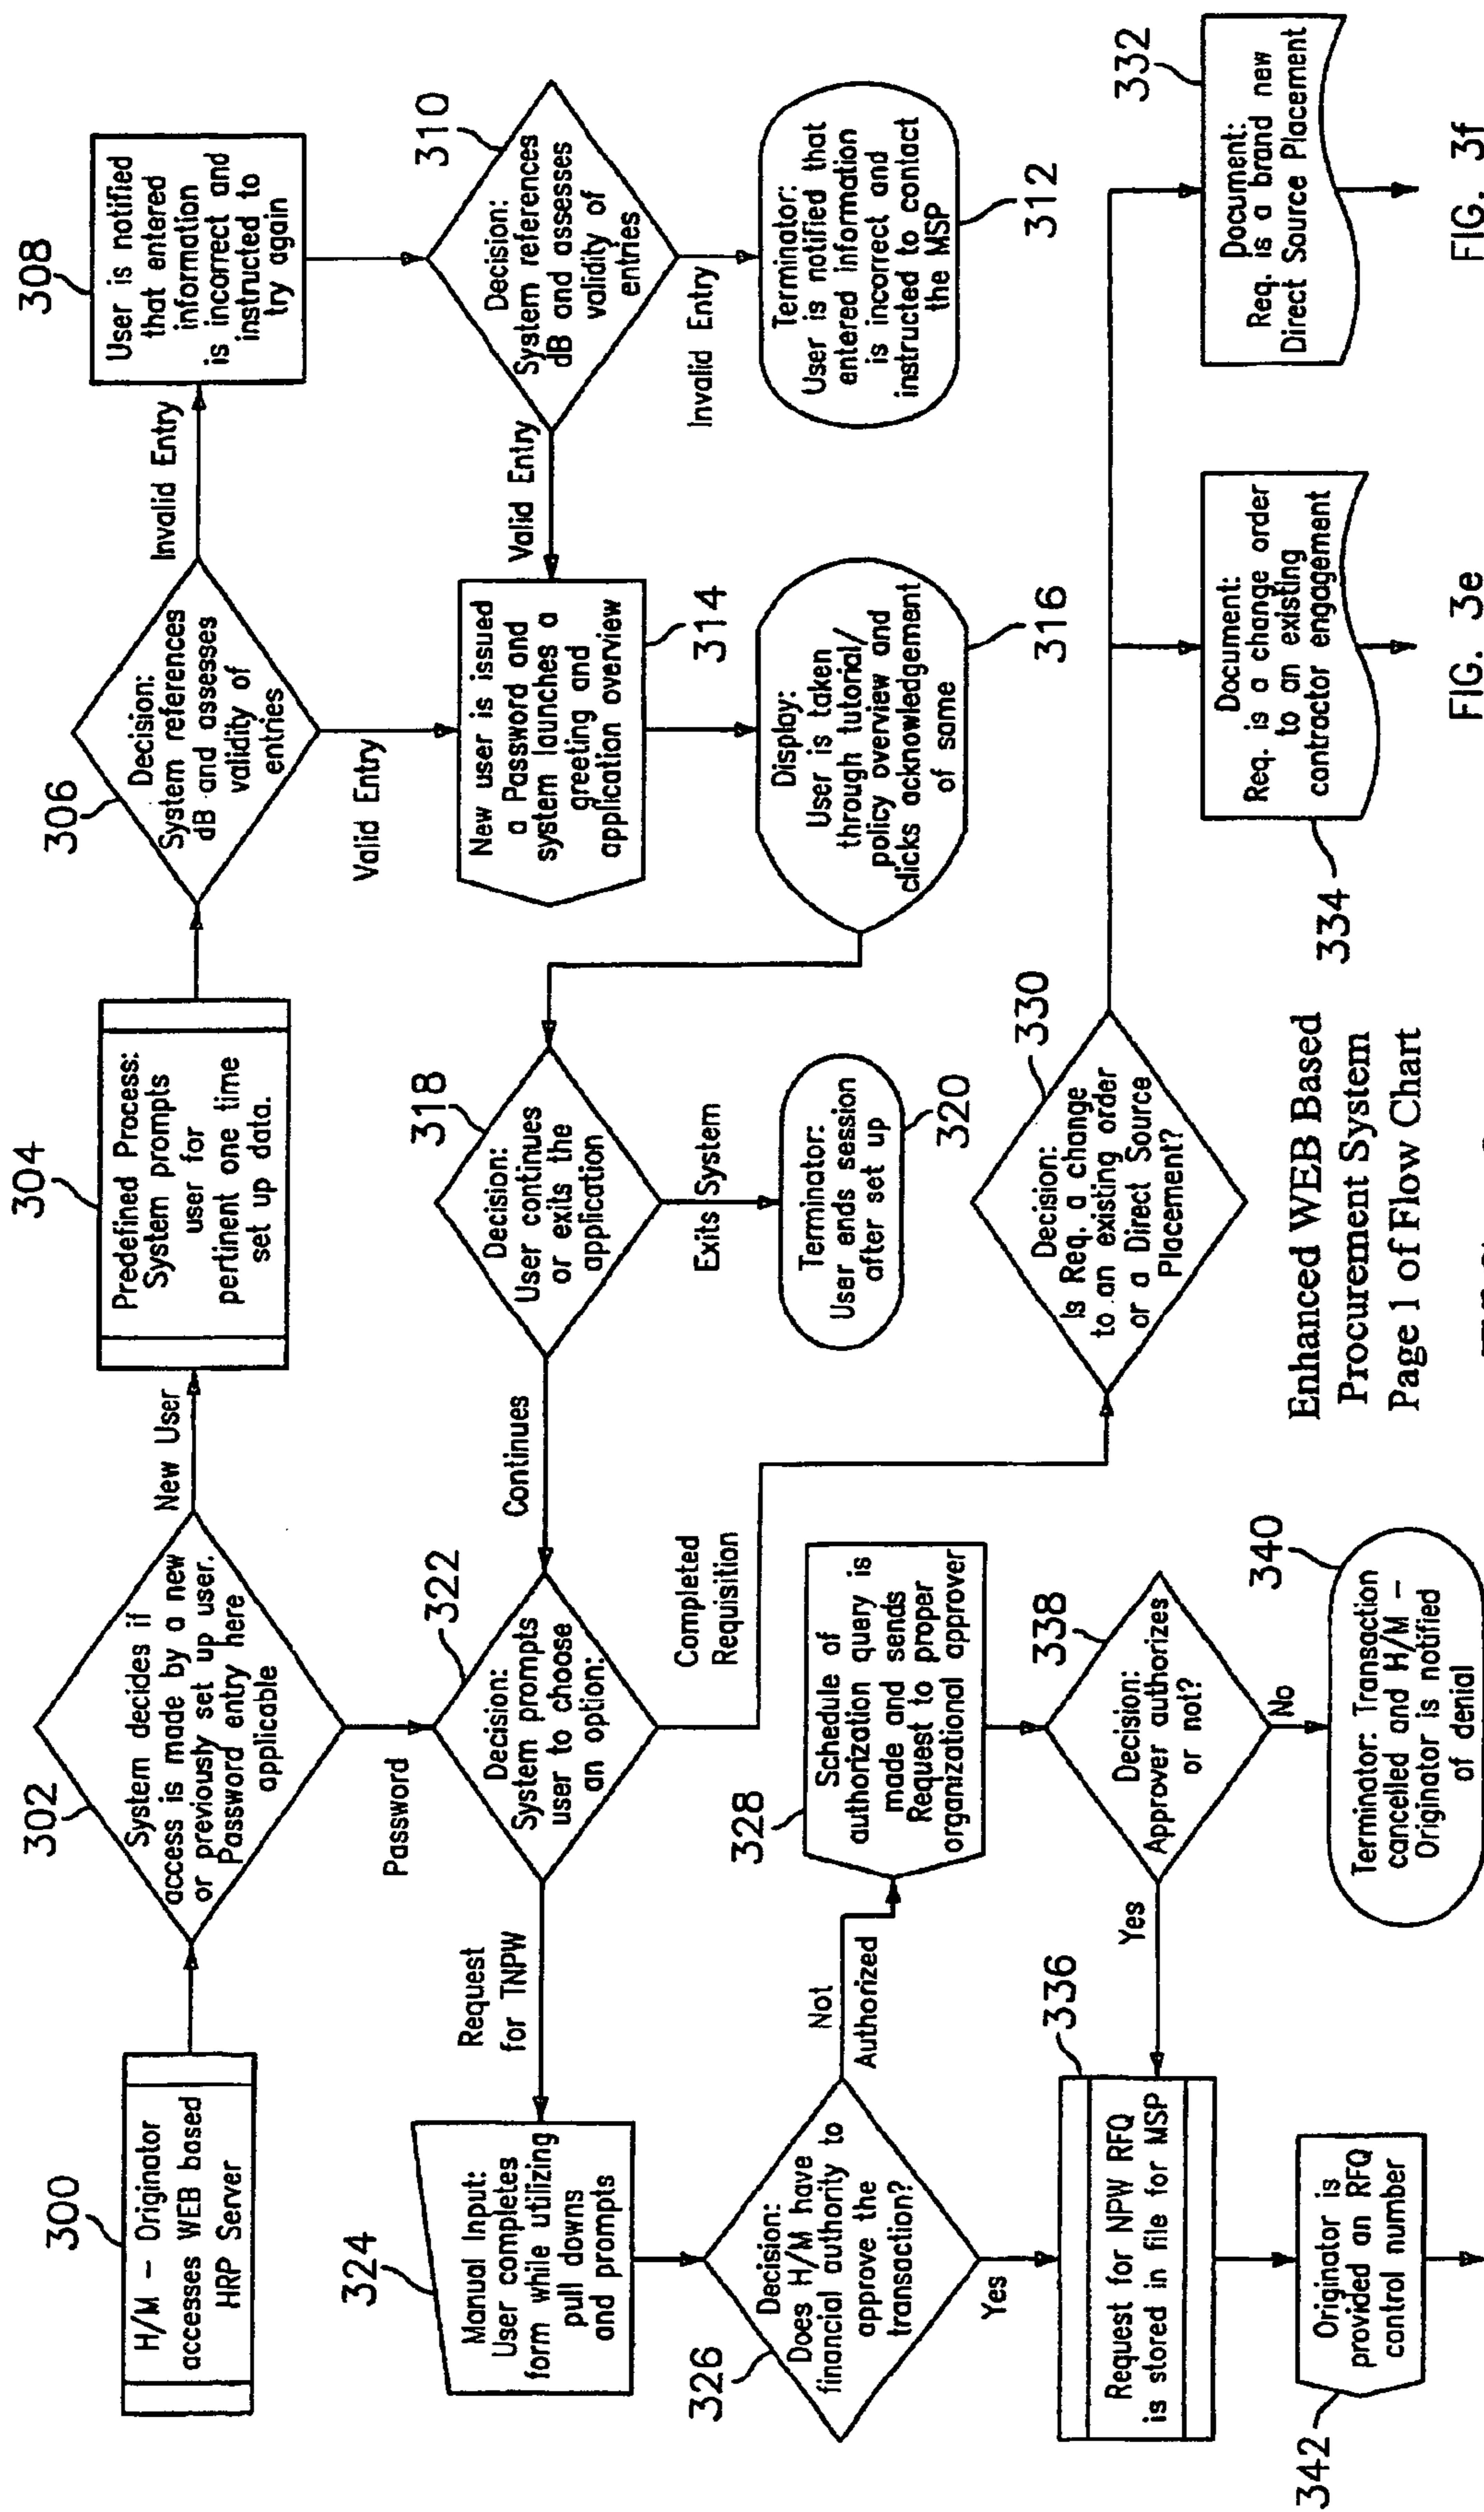 300
H/M – Originator
accesses WEB based
HRP Server
302
System decides if
access is made by a new
or previously set up user.
Password entry here
applicable
New User
Password
304
Predefined Process:
System prompts
user for
pertinent one time
set up data.
306
Decision:
System references
dB and assesses
validity of
entries
Invalid Entry
Valid Entry
308
User is notified
that entered
information
is incorrect and
instructed to
try again
310
Decision:
System references
dB and assesses
validity of
entries
Valid Entry
Invalid Entry
Terminator:
User is notified that
entered information
is incorrect and
instructed to contact
the MSP
312
New user is issued
a Password and
system launches a
greeting and
application overview
314
Display:
User is taken
through tutorial/
policy overview and
clicks acknowledgement
of same
316
318
Decision:
User continues
or exits the
application
Continues
Exits System
Terminator:
User ends session
after set up
320
322
Decision:
System prompts
user to choose
an option:
Request
for TNPW
Completed
Requisition
324
Manual Input:
User completes
form while utilizing
pull downs
and prompts
326
Decision:
Does H/M have
financial authority to
approve the
transaction?
Not
Authorized
Yes
328
Schedule of
authorization query is
made and sends
Request to proper
organizational approver
338
Decision:
Approver authorizes
or not?
Yes
No
340
Terminator: Transaction
cancelled and H/M –
Originator is notified
of denial
336
Request for NPW RFQ
is stored in file for MSP
342
Originator is
provided an RFQ
control number
330
Decision:
Is Req. a change
to an existing order
or a Direct Source
Placement?
332
Document:
Req. is a brand new
Direct Source Placement
334
Document:
Req. is a change order
to an existing
contractor engagement
Enhanced WEB Based
Procurement System
Page 1 of Flow Chart
FIG. 3e
FIG. 3f